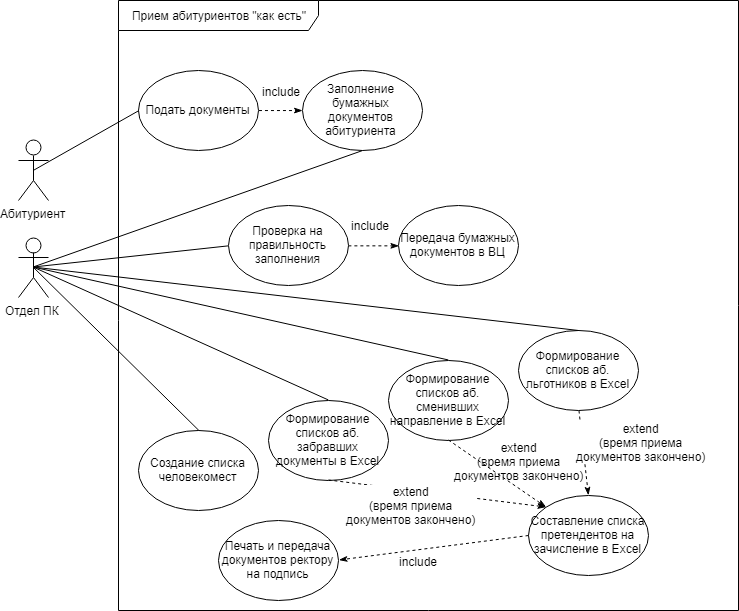 Прием абитуриентов "как есть"
Подать документы
include
Заполнение
бумажных
документов
абитуриента
Абитуриент
Проверка на
правильность
заполнения
include
Передача бумажных
документов в ВЦ
Отдел ПК
Формирование
списков аб.
льготников в Excel
Формирование
списков аб.
сменивших
направление в Excel
Формирование
списков аб.
забравших
документы в Excel
Создание списка
человекомест
extend
(время приема
документов закончено)
extend
(время приема
документов закончено)
extend
(время приема
документов закончено)
Составление списка
претендентов на
зачисление в Excel
Печать и передача
документов ректору
на подпись
include